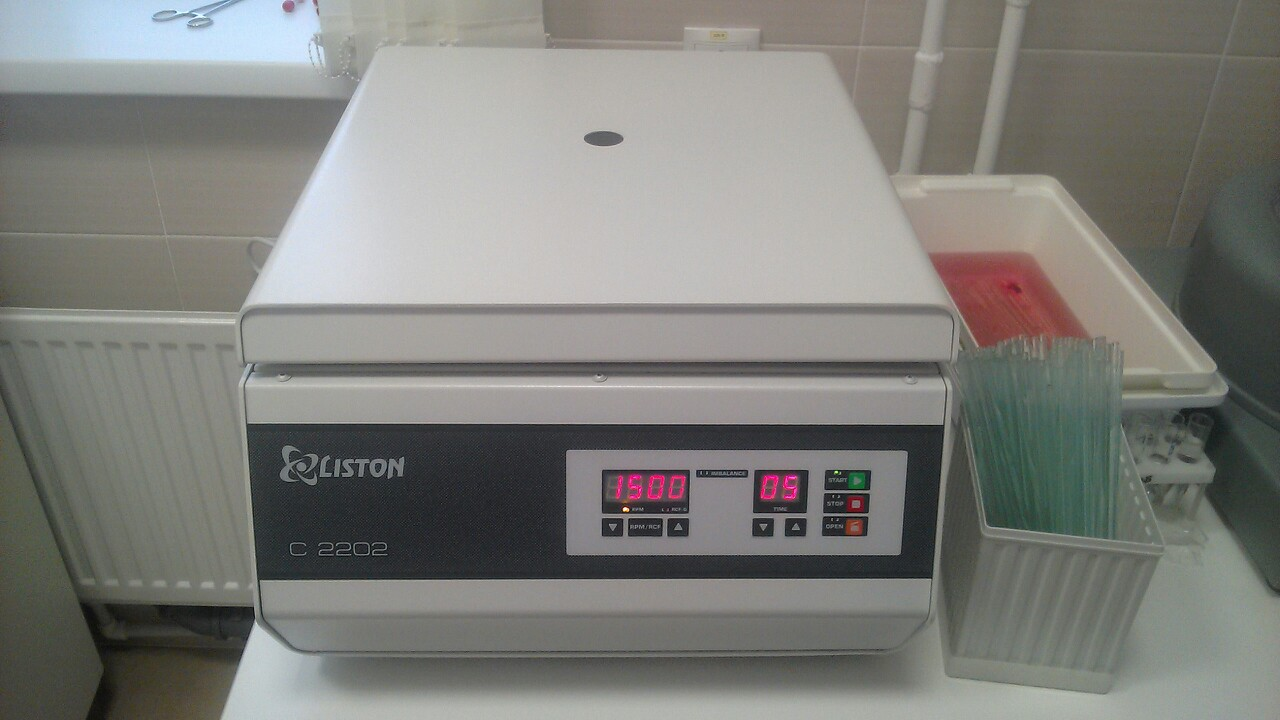 LISTON
C 2202
1500
IMBALANCE
05
RPM
RCF
TIME
RPM/RCF
START
STOP
OPEN